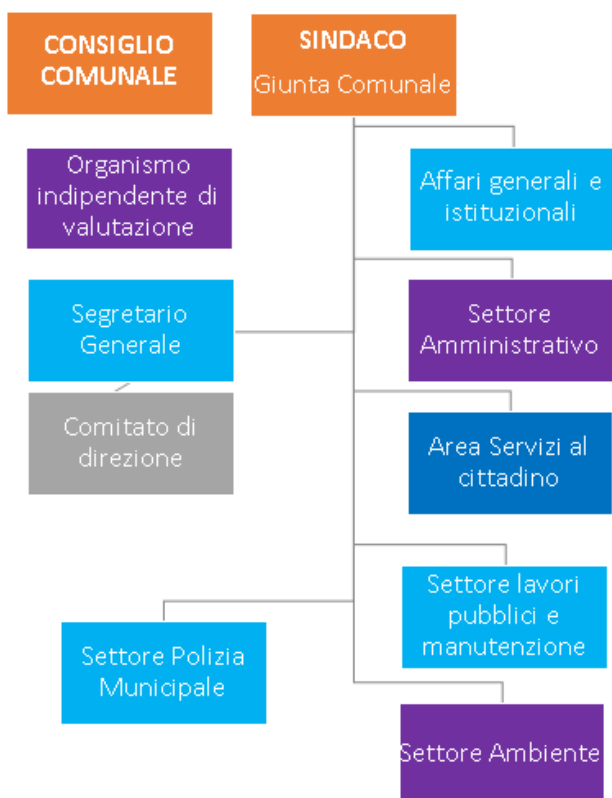 CONSIGLIO
COMUNALE
SINDACO
Giunta Comunale
Organismo
indipendente di
valutazione
Affari generali e
istituzionali
Segretario
Generale
Settore
Amministrativo
Comitato di
direzione
Area Servizi al
cittadino
Settore lavori
pubblici e
manutenzione
Settore Polizia
Municipale
Settore Ambiente